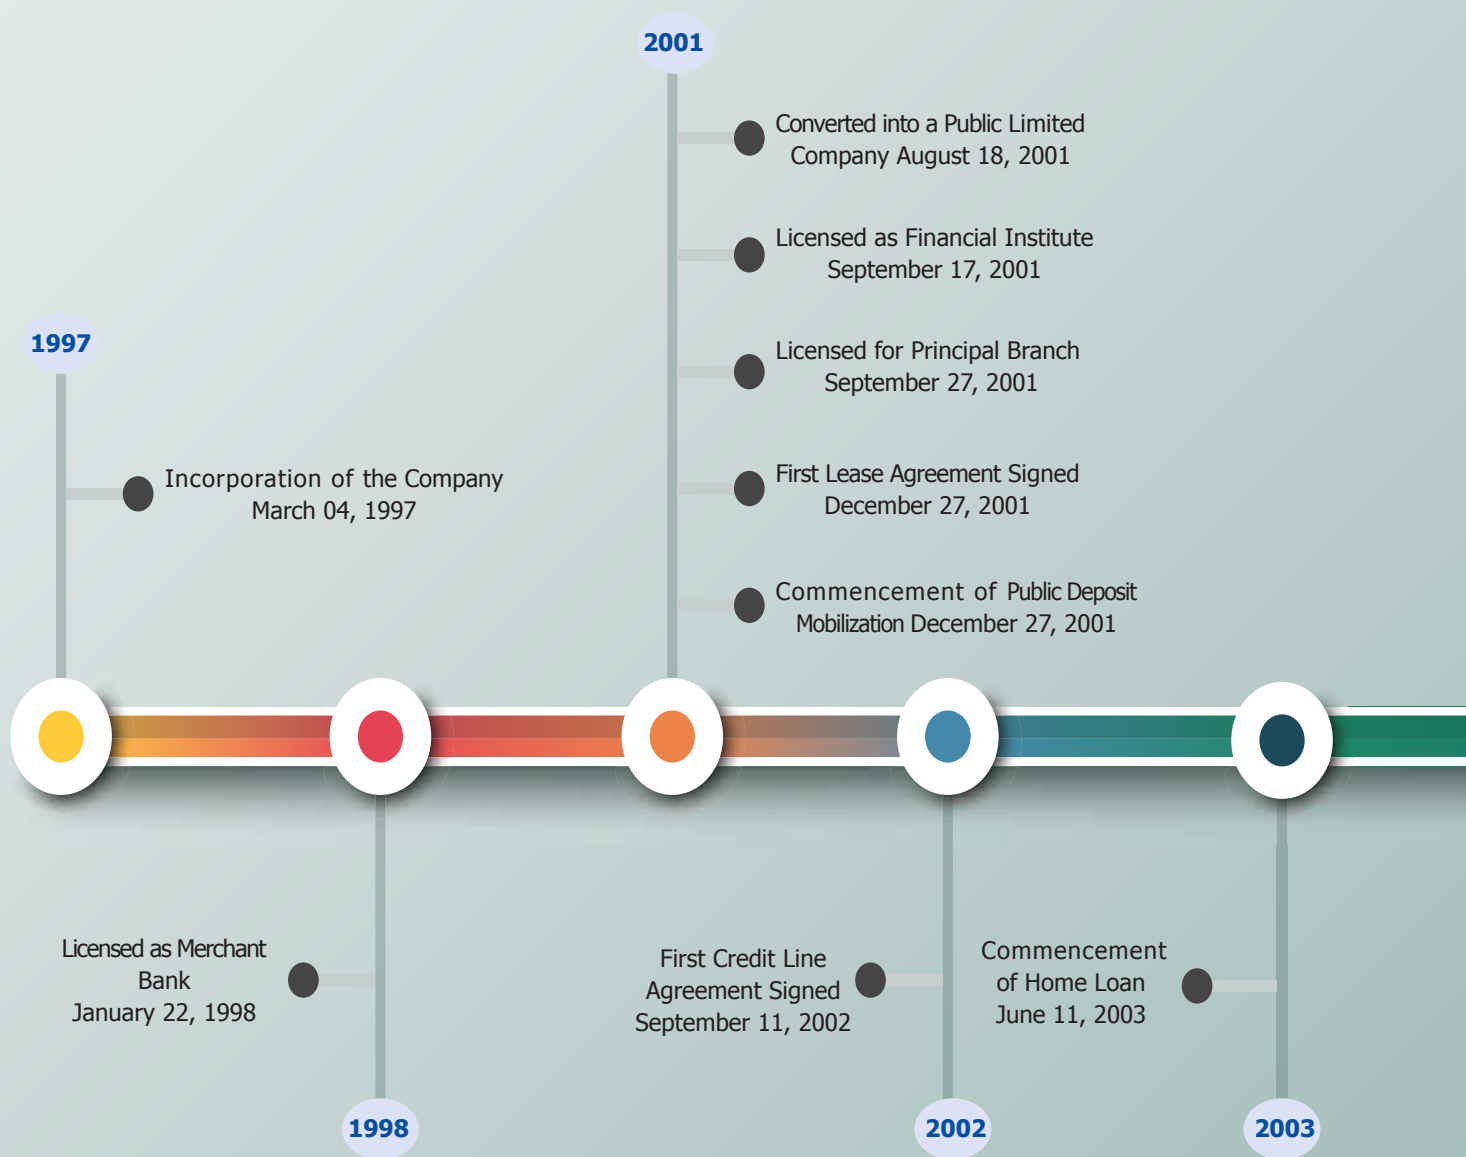 1997
Incorporation of the Company
March 04, 1997
Licensed as Merchant
Bank
January 22, 1998
1998
2001
Converted into a Public Limited
Company August 18, 2001
Licensed as Financial Institute
September 17, 2001
Licensed for Principal Branch
September 27, 2001
First Lease Agreement Signed
December 27, 2001
Commencement of Public Deposit
Mobilization December 27, 2001
First Credit Line
Agreement Signed
September 11, 2002
2002
Commencement
of Home Loan
June 11, 2003
2003